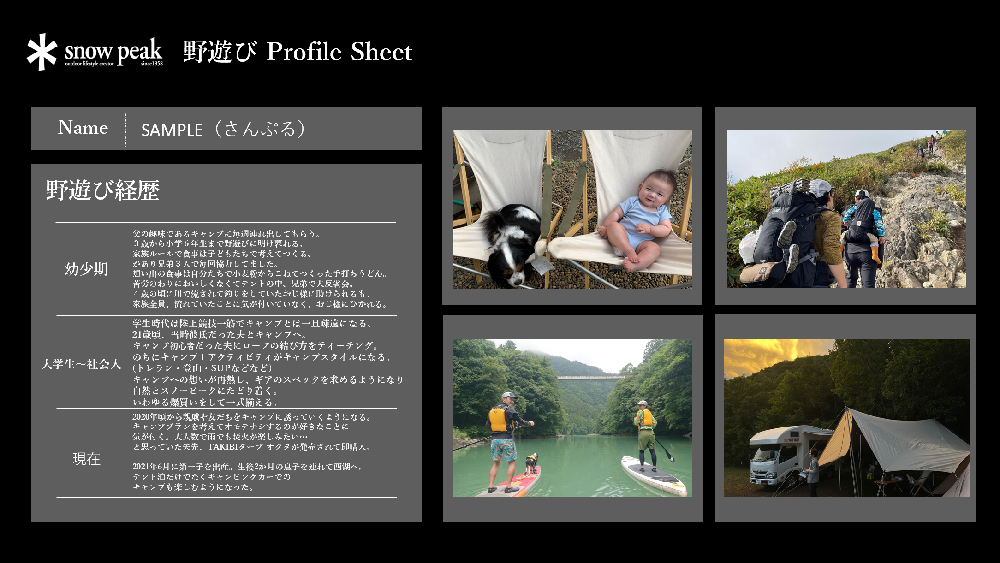 snow peak
outdoor lifestyle creator since1958
野遊び Profile Sheet
Name
SAMPLE（さんぷる）
野遊び経歴
幼少期
父の趣味であるキャンプに毎週連れ出してもらう。
３歳から小学６年生まで野遊びに明け暮れる。
家族ルールで食事は子どもたちで考えてつくる、
があり兄弟３人で毎回協力してました。
想い出の食事は自分たちで小麦粉からこねてつくった手打ちうどん。
苦労のわりにおいしくなくてテントの中、兄弟で大反省会。
４歳の頃に川で流されて釣りをしていたおじ様に助けられるも、
家族全員、流れていたことに気が付いていなく、おじ様にひかれる。
大学生～社会人
学生時代は陸上競技一筋でキャンプとは一旦疎遠になる。
21歳頃、当時彼氏だった夫とキャンプへ。
キャンプ初心者だった夫にロープの結び方をティーチング。
のちにキャンプ＋アクティビティがキャンプスタイルになる。
(トレラン・登山・SUPなどなど)
キャンプへの想いが再熱し、ギアのスペックを求めるようになり
自然とスノーピークにたどり着く。
いわゆる爆買いをして一式揃える。
現在
2020年頃から親戚や友だちをキャンプに誘っていくようになる。
キャンププランを考えてオモテナシするのが好きなことに
気が付く。大人数で雨でも焚火が楽しみたい…
と思っていた矢先、TAKIBIタープ オクタが発売されて即購入。
2021年6月に第一子を出産。生後2か月の息子を連れて西湖へ。
テント泊だけでなくキャンピングカーでの
キャンプも楽しむようになった。